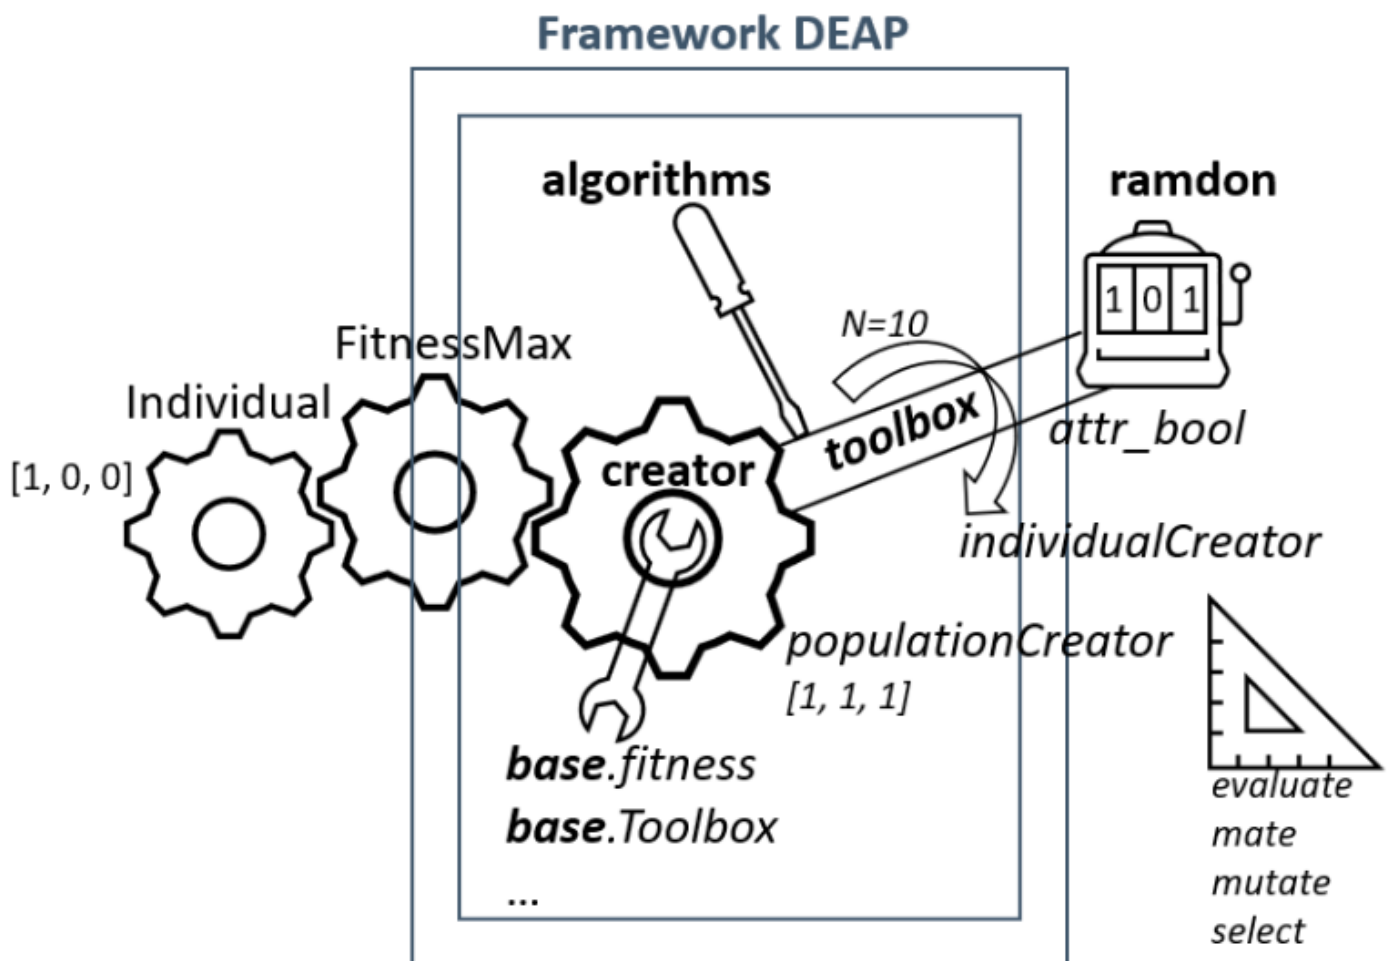 Framework DEAP
algorithms
ramdon
1 0 1
N=10
FitnessMax
Individual
toolbox
attr_bool
[1, 0, 0]
creator
individualCreator
populationCreator
[1, 1, 1]
base.fitness
base.Toolbox
...
evaluate
mate
mutate
select